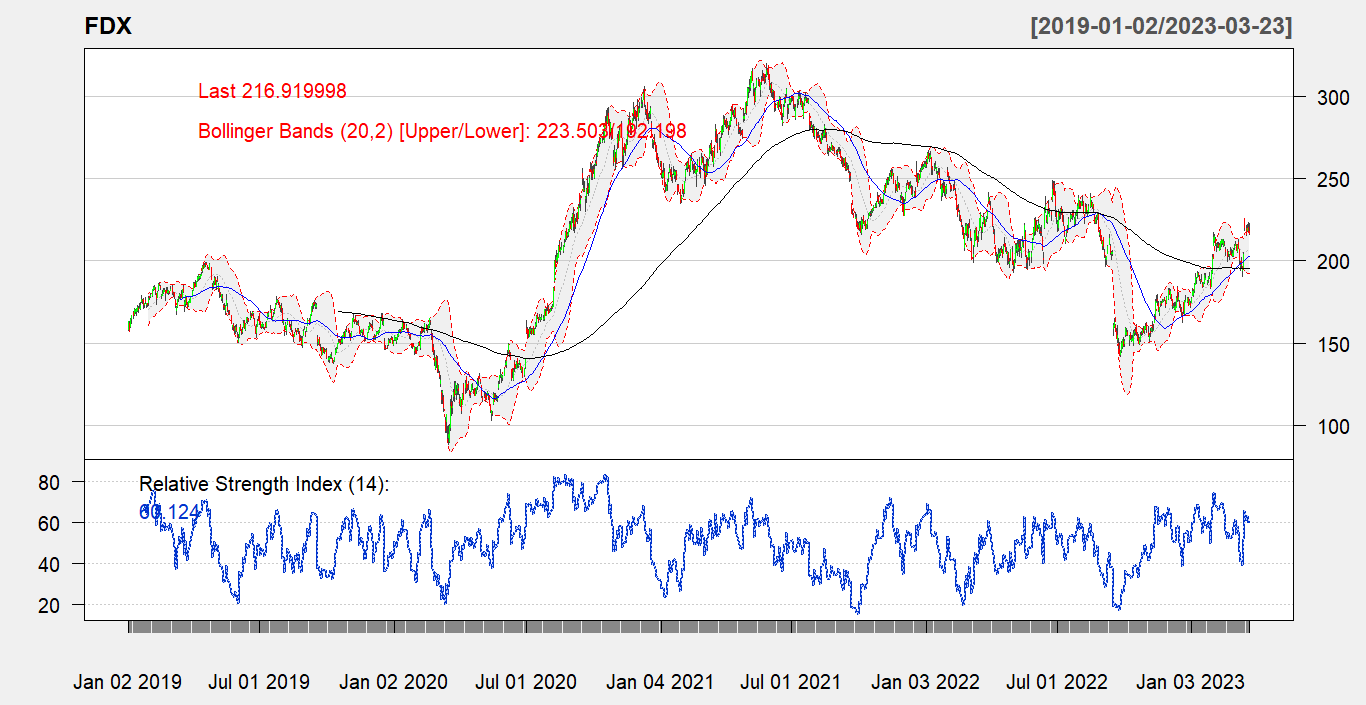 FDX
[2019-01-02/2023-03-23]
Last 216.919998
Bollinger Bands (20,2) [Upper/Lower]: 223.503/192.198
300
250
200
150
100
Relative Strength Index (14):
60.124
80
60
40
20
Jan 02 2019 Jul 01 2019 Jan 02 2020 Jul 01 2020 Jan 04 2021 Jul 01 2021 Jan 03 2022 Jul 01 2022 Jan 03 2023